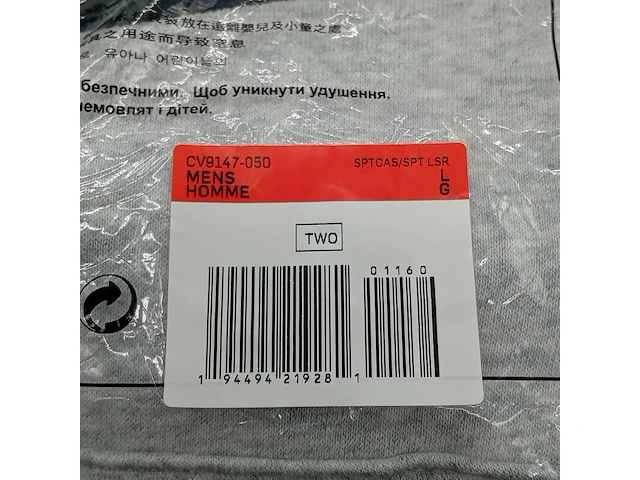 裝放在遠離嬰兒及小童之處
之用途而导致窒息
유아나 어린이들의
безпечними. Щоб уникнути удушення,
немовлят і дітей.
CV9147-050 SPTCAS/SPT LSR
MENS L
HOMME G
TWO
01160
1 94494 21928 1